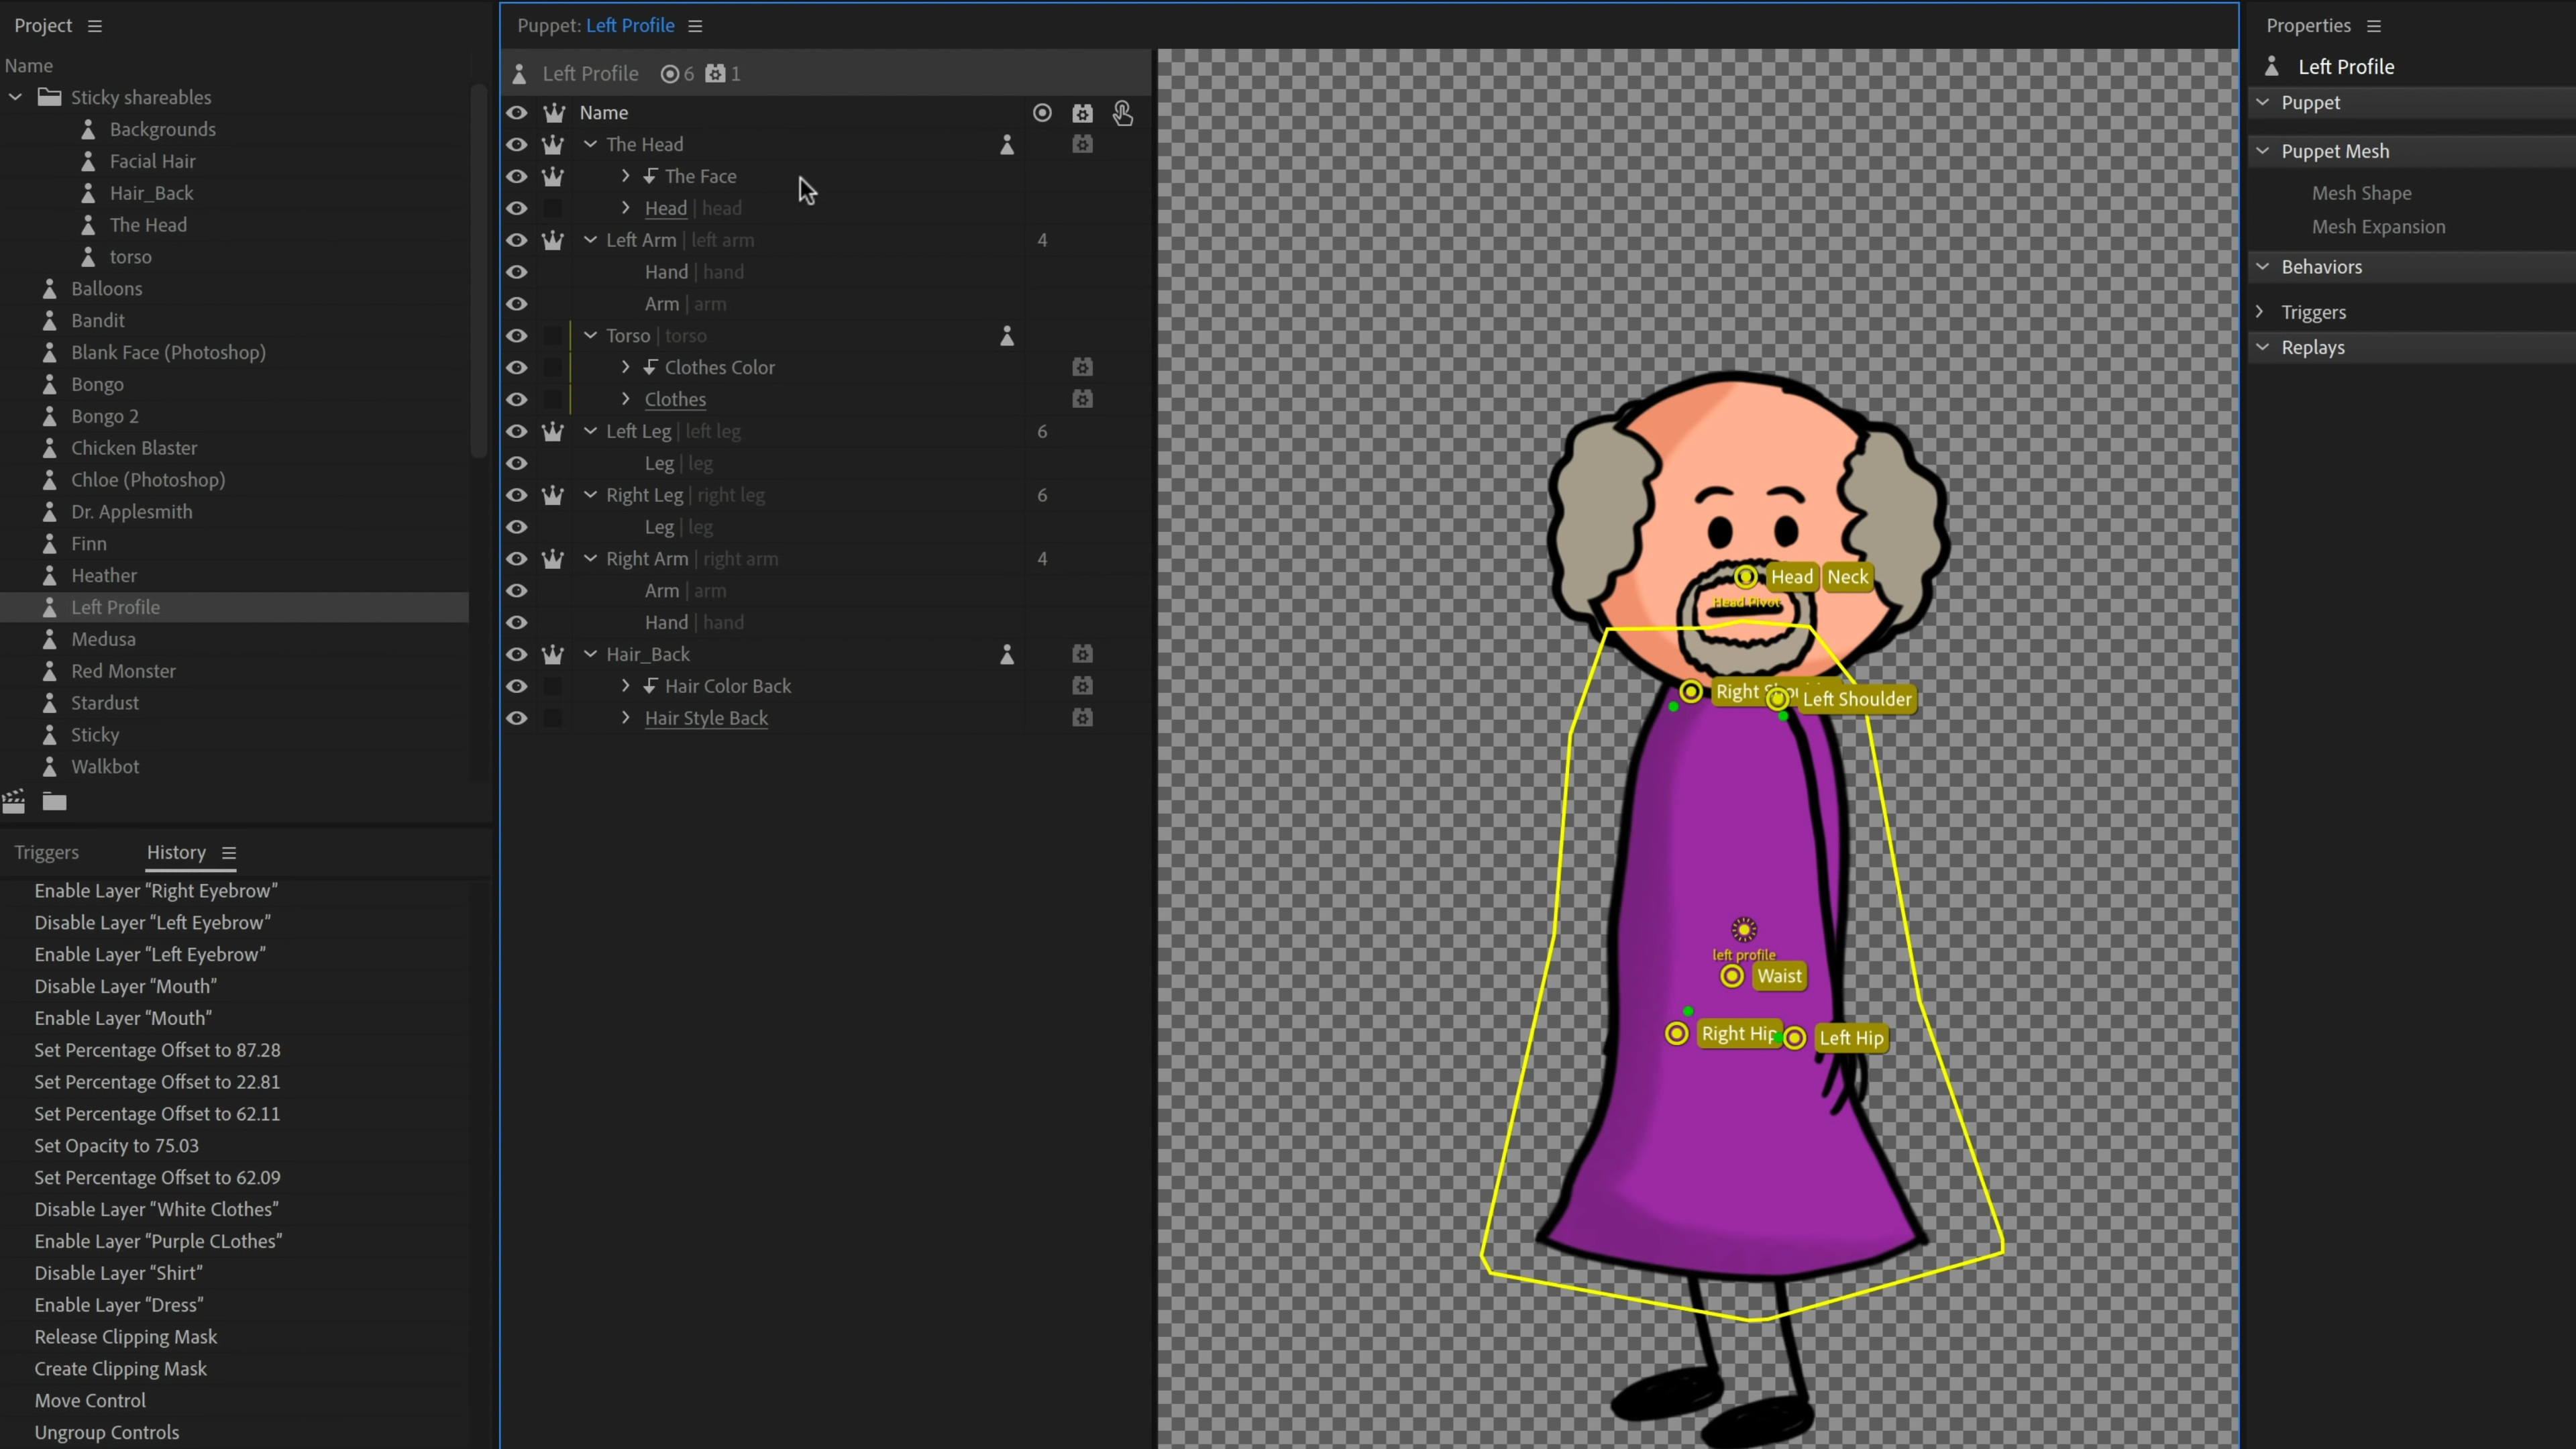 Project
Name
Sticky shareables
Backgrounds
Facial Hair
Hair_Back
The Head
torso
Balloons
Bandit
Blank Face (Photoshop)
Bongo
Bongo 2
Chicken Blaster
Chloe (Photoshop)
Dr. Applesmith
Finn
Heather
Left Profile
Medusa
Red Monster
Stardust
Sticky
Walkbot
Triggers History
Enable Layer “Right Eyebrow”
Disable Layer “Left Eyebrow”
Enable Layer “Left Eyebrow”
Disable Layer “Mouth”
Enable Layer “Mouth”
Set Percentage Offset to 87.28
Set Percentage Offset to 22.81
Set Percentage Offset to 62.11
Set Opacity to 75.03
Set Percentage Offset to 62.09
Disable Layer “White Clothes”
Enable Layer “Purple CLothes”
Disable Layer “Shirt”
Enable Layer “Dress”
Release Clipping Mask
Create Clipping Mask
Move Control
Ungroup Controls
Puppet: Left Profile
Left Profile 6 1
Name
The Head
The Face
Head | head
Left Arm | left arm 4
Hand | hand
Arm | arm
Torso | torso
Clothes Color
Clothes
Left Leg | left leg 6
Leg | leg
Right Leg | right leg 6
Leg | leg
Right Arm | right arm 4
Arm | arm
Hand | hand
Hair_Back
Hair Color Back
Hair Style Back
Head Neck
Head Pivot
Right Left Shoulder
left profile
Waist
Right Hip Left Hip
Properties
Left Profile
Puppet
Puppet Mesh
Mesh Shape
Mesh Expansion
Behaviors
Triggers
Replays